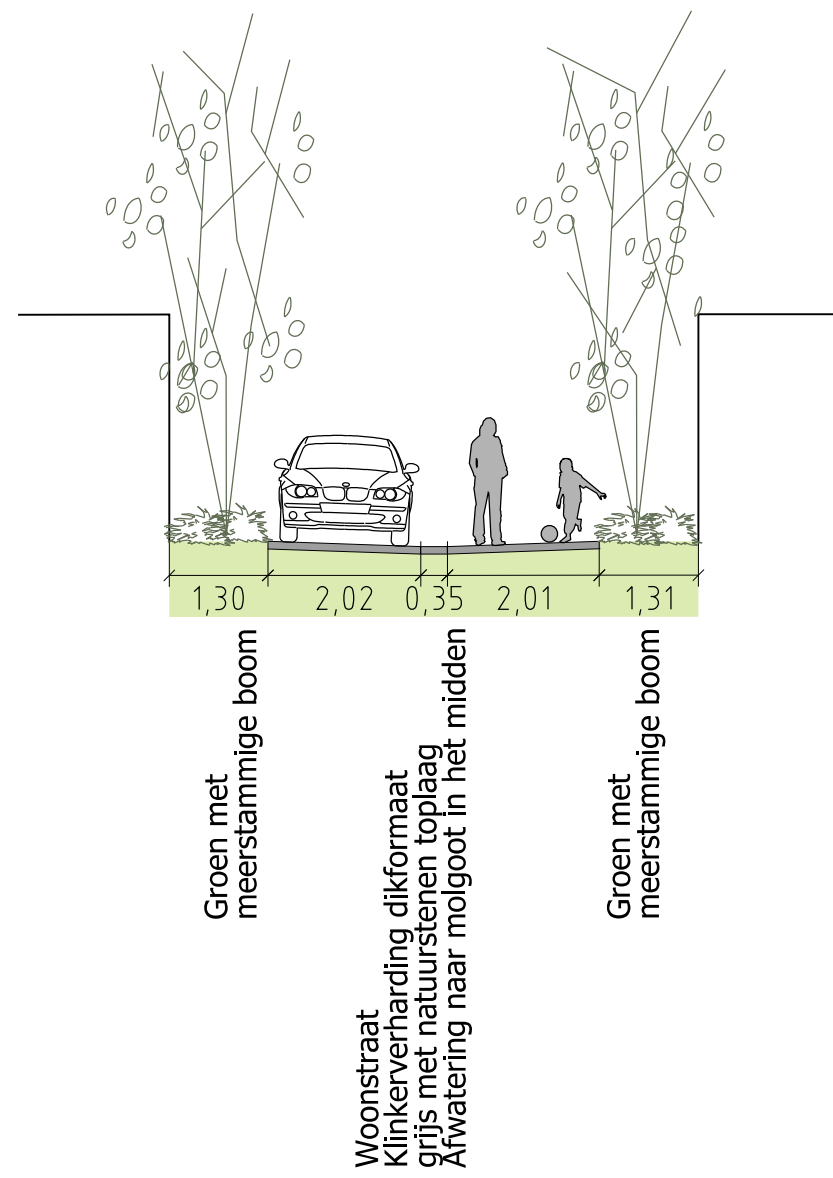 1,30 2,02 0,35 2,01 1,31
Groen met
meerstammige boom
Woonstraat
Klinkerverharding dikformaat
grijs met natuurstenen toplaag
Afwatering naar molgoot in het midden
Groen met
meerstammige boom